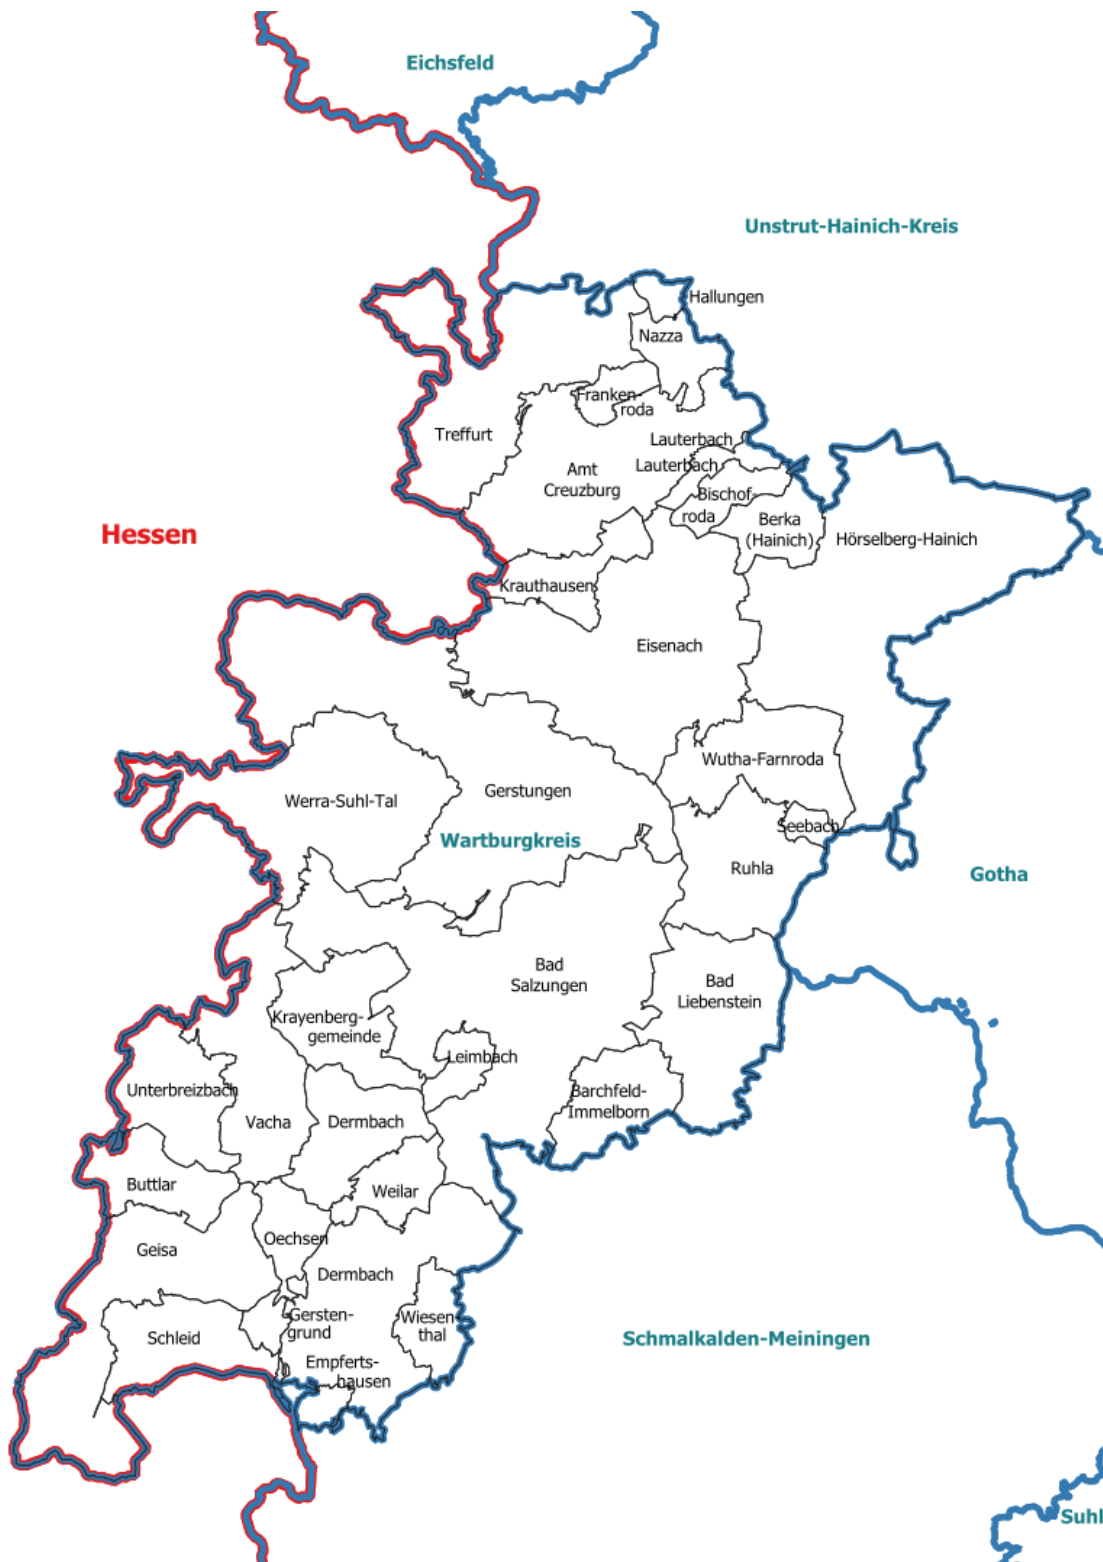 Eichsfeld
Unstrut-Hainich-Kreis
Hallungen
Nazza
Franken-
roda
Treffurt
Lauterbach
Lauterbach
Amt
Creuzburg
Bischof-
roda
Berka
(Hainich)
Hörselberg-Hainich
Hessen
Krauthausen
Eisenach
Wutha-Farnroda
Gerstungen
Werra-Suhl-Tal
Seebach
Wartburgkreis
Ruhla
Gotha
Bad
Salzungen
Bad
Liebenstein
Krayenberg-
gemeinde
Leimbach
Unterbreizbach
Barchfeld-
Immelborn
Vacha
Dermbach
Buttlar
Weilar
Oechsen
Geisa
Dermbach
Gersten-
grund
Wiesen-
thal
Schleid
Schmalkalden-Meiningen
Empferts-
hausen
Suhl